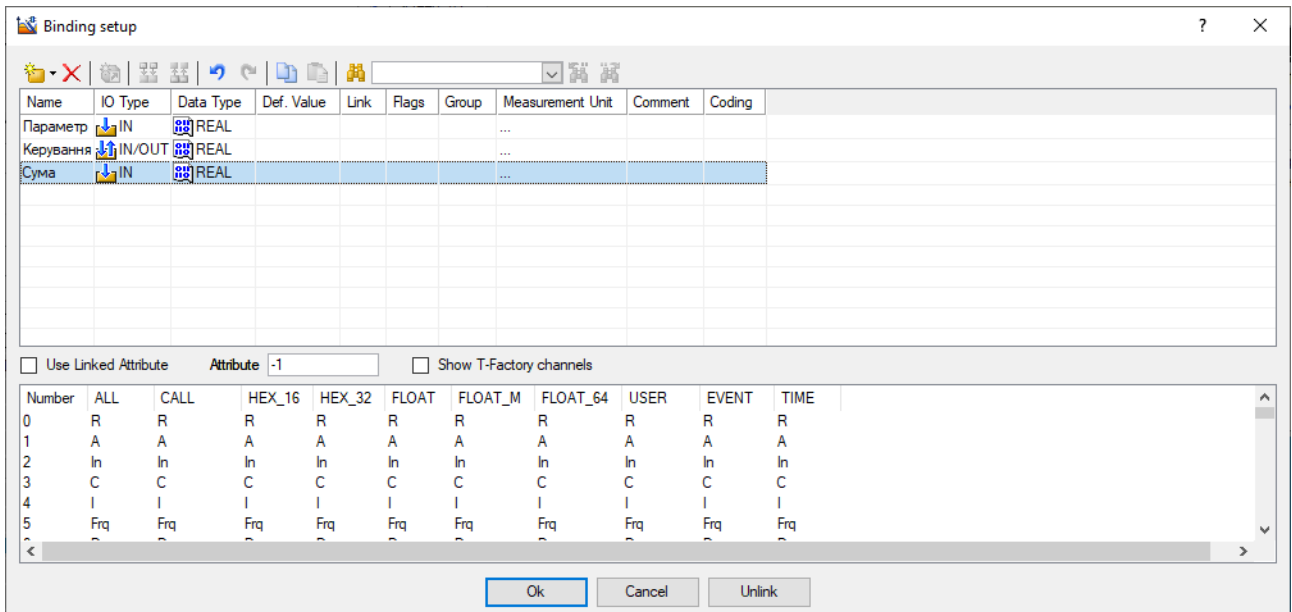 Binding setup ?
Name IO Type Data Type Def. Value Link Flags Group Measurement Unit Comment Coding
Параметр IN REAL ...
Керування IN/OUT REAL ...
Сума IN REAL ...
Use Linked Attribute Attribute -1 Show T-Factory channels
Number ALL CALL HEX_16 HEX_32 FLOAT FLOAT_M FLOAT_64 USER EVENT TIME
0 R R R R R R R R R R
1 A A A A A A A A A A
2 In In In In In In In In In In
3 C C C C C C C C C C
4 I I I I I I I I I I
5 Frq Frq Frq Frq Frq Frq Frq Frq Frq Frq
Ok Cancel Unlink